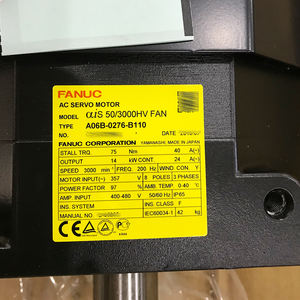 FANUC
AC SERVO MOTOR
MODEL αiS 50/3000HV FAN
TYPE A06B-0276-B110
NO. DATE
FANUC CORPORATION YAMANASHI, MADE IN JAPAN
STALL TRQ. 75 Nm 40 A(~)
OUTPUT 14 kW CONT 24 A(~)
SPEED 3000 min⁻¹ FREQ 200 Hz WIND CON. Y
MOTOR INPUT(~) 357 V 8 POLES 3 PHASES
POWER FACTOR 97 % AMB. TEMP. 0-40 ℃
AMP. INPUT 400-480 V 50/60 Hz IP65
INS. SYSTEM INS. CLASS F
MANUAL NO. IEC60034-1 42 kg